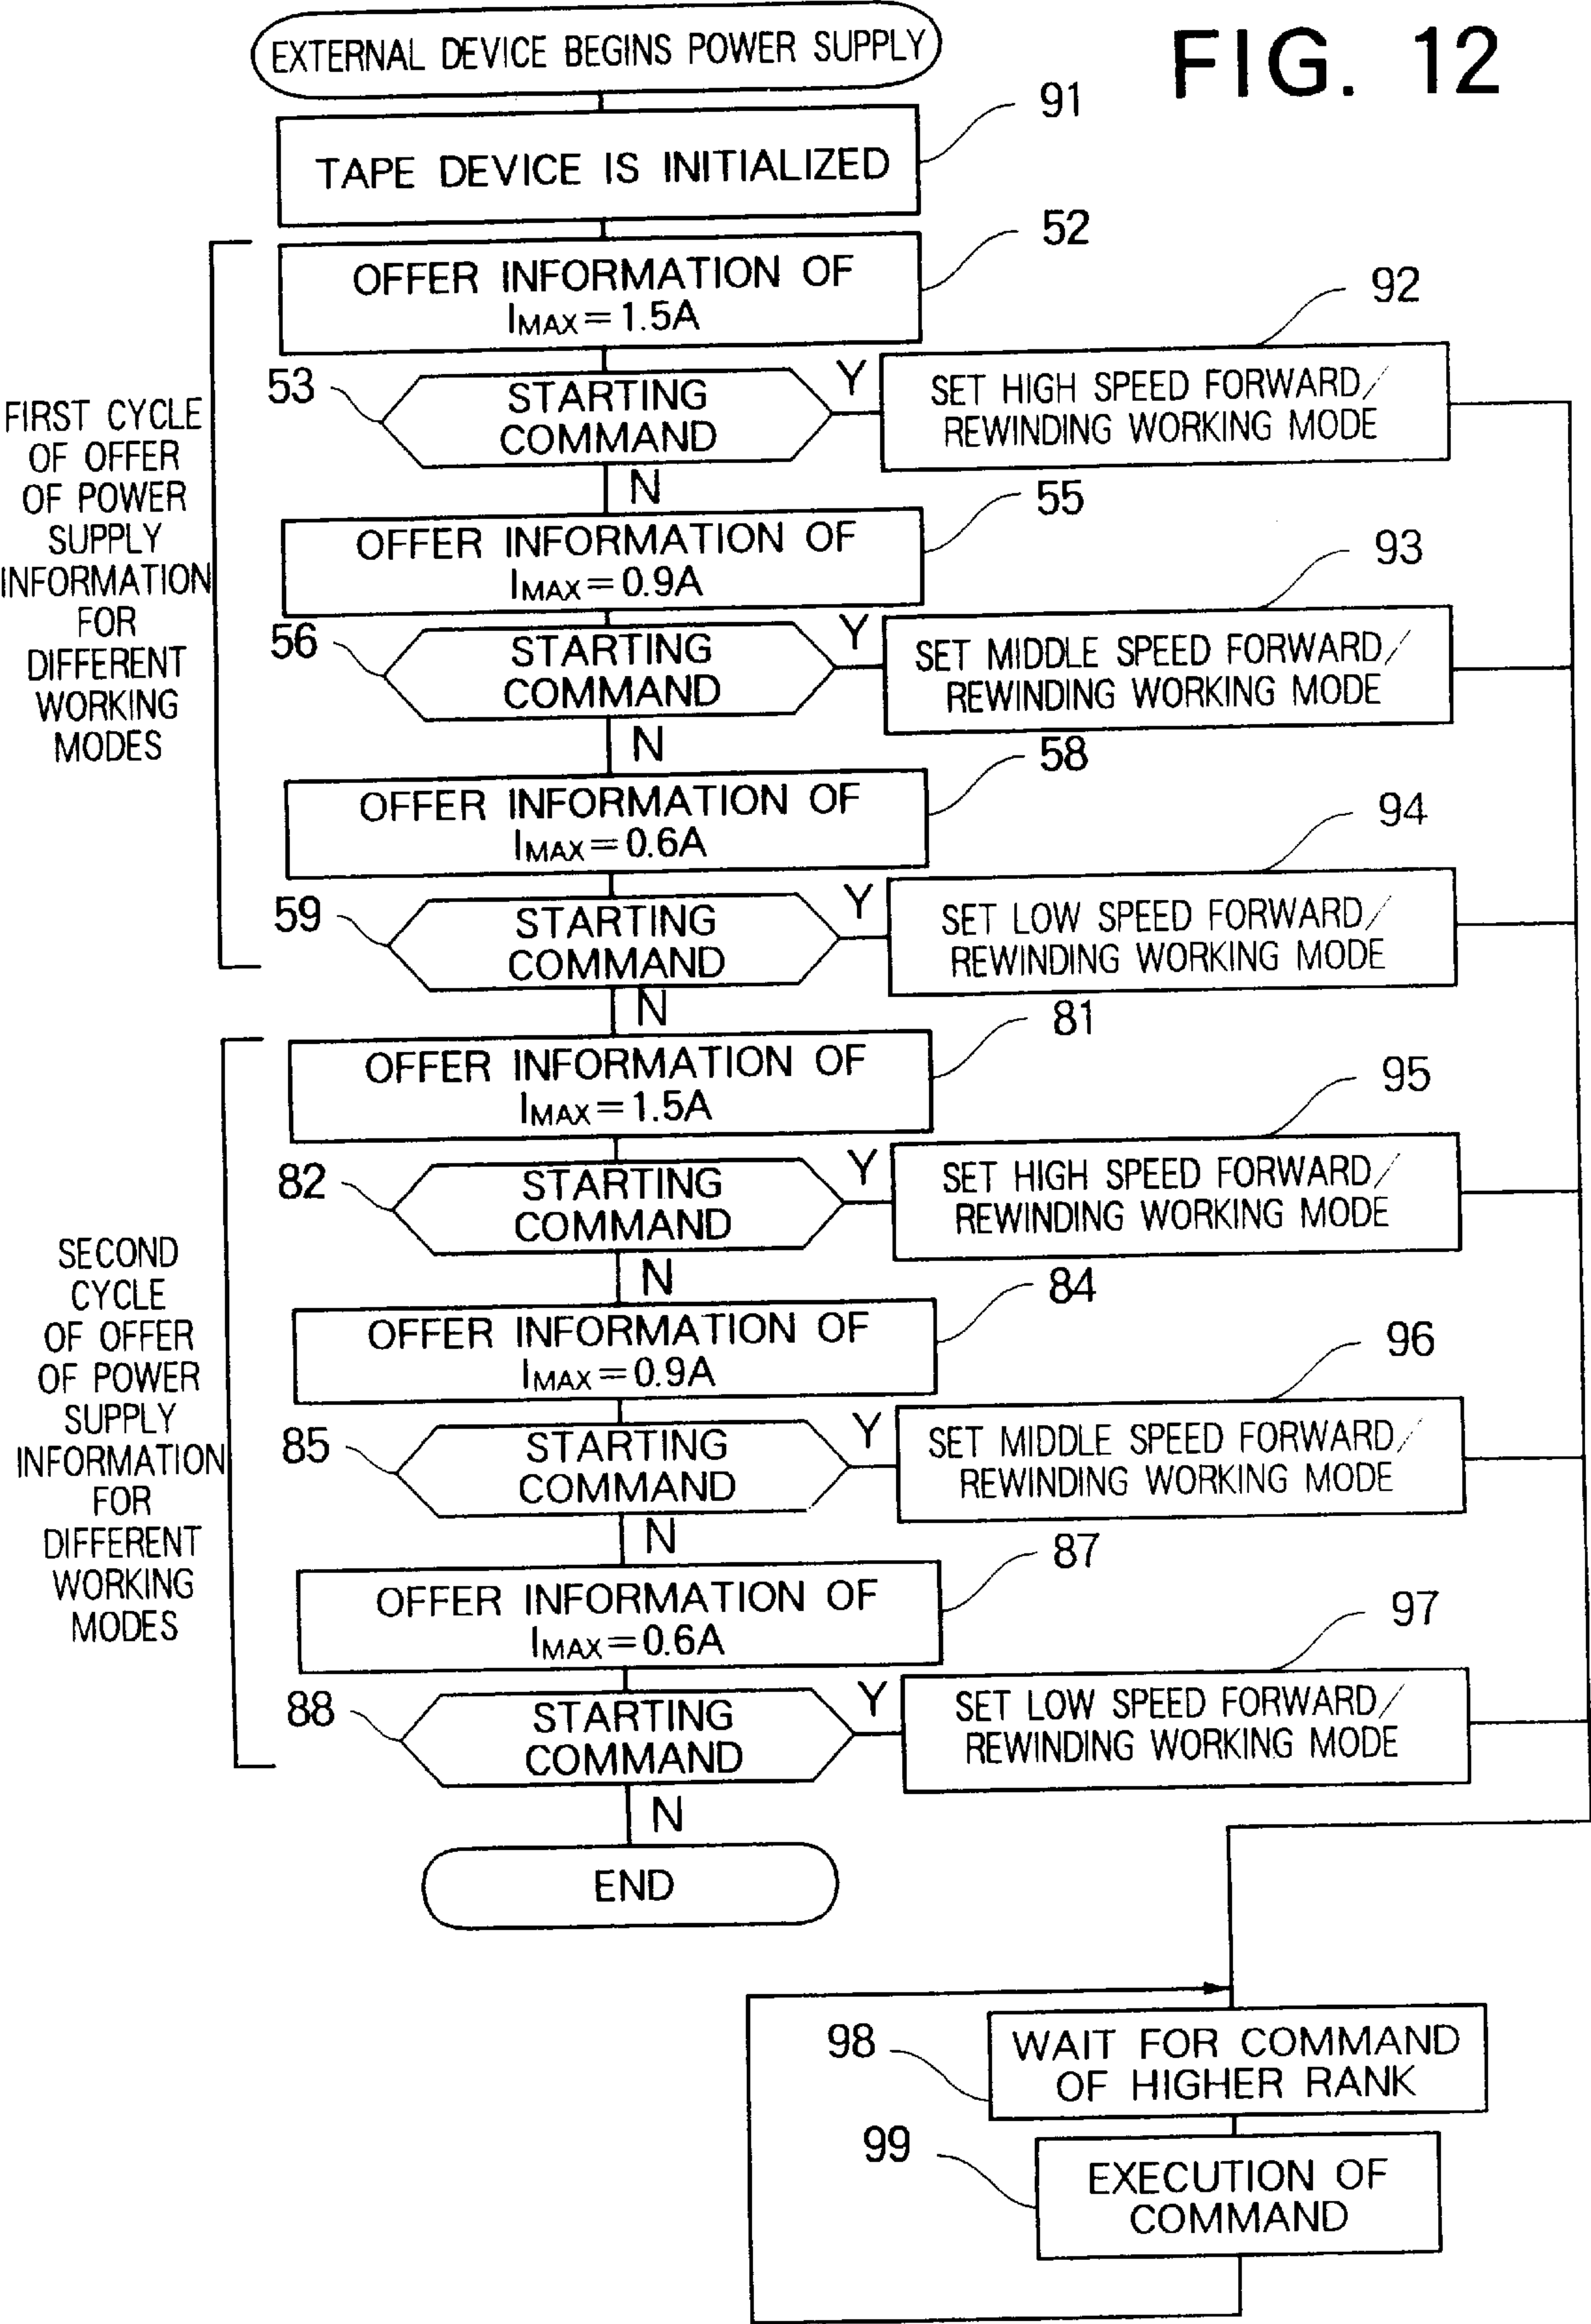 FIG. 12
EXTERNAL DEVICE BEGINS POWER SUPPLY
91
TAPE DEVICE IS INITIALIZED
52
OFFER INFORMATION OF
IMAX=1.5A
92
53
STARTING
COMMAND
Y
SET HIGH SPEED FORWARD/
REWINDING WORKING MODE
N
FIRST CYCLE
OF OFFER
OF POWER
SUPPLY
INFORMATION
FOR
DIFFERENT
WORKING
MODES
55
OFFER INFORMATION OF
IMAX=0.9A
93
56
STARTING
COMMAND
Y
SET MIDDLE SPEED FORWARD/
REWINDING WORKING MODE
N
58
OFFER INFORMATION OF
IMAX=0.6A
94
59
STARTING
COMMAND
Y
SET LOW SPEED FORWARD/
REWINDING WORKING MODE
N
81
OFFER INFORMATION OF
IMAX=1.5A
95
82
STARTING
COMMAND
Y
SET HIGH SPEED FORWARD/
REWINDING WORKING MODE
N
SECOND
CYCLE
OF OFFER
OF POWER
SUPPLY
INFORMATION
FOR
DIFFERENT
WORKING
MODES
84
OFFER INFORMATION OF
IMAX=0.9A
96
85
STARTING
COMMAND
Y
SET MIDDLE SPEED FORWARD/
REWINDING WORKING MODE
N
87
OFFER INFORMATION OF
IMAX=0.6A
97
88
STARTING
COMMAND
Y
SET LOW SPEED FORWARD/
REWINDING WORKING MODE
N
END
98
WAIT FOR COMMAND
OF HIGHER RANK
99
EXECUTION OF
COMMAND